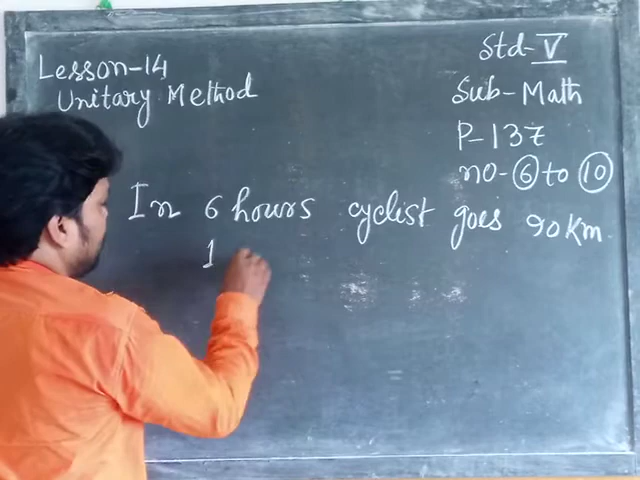 Lesson-14
Unitary Method
Std-V
Sub-Math
P-137
no-6 to 10
In 6 hours cyclist goes 90 Km
1